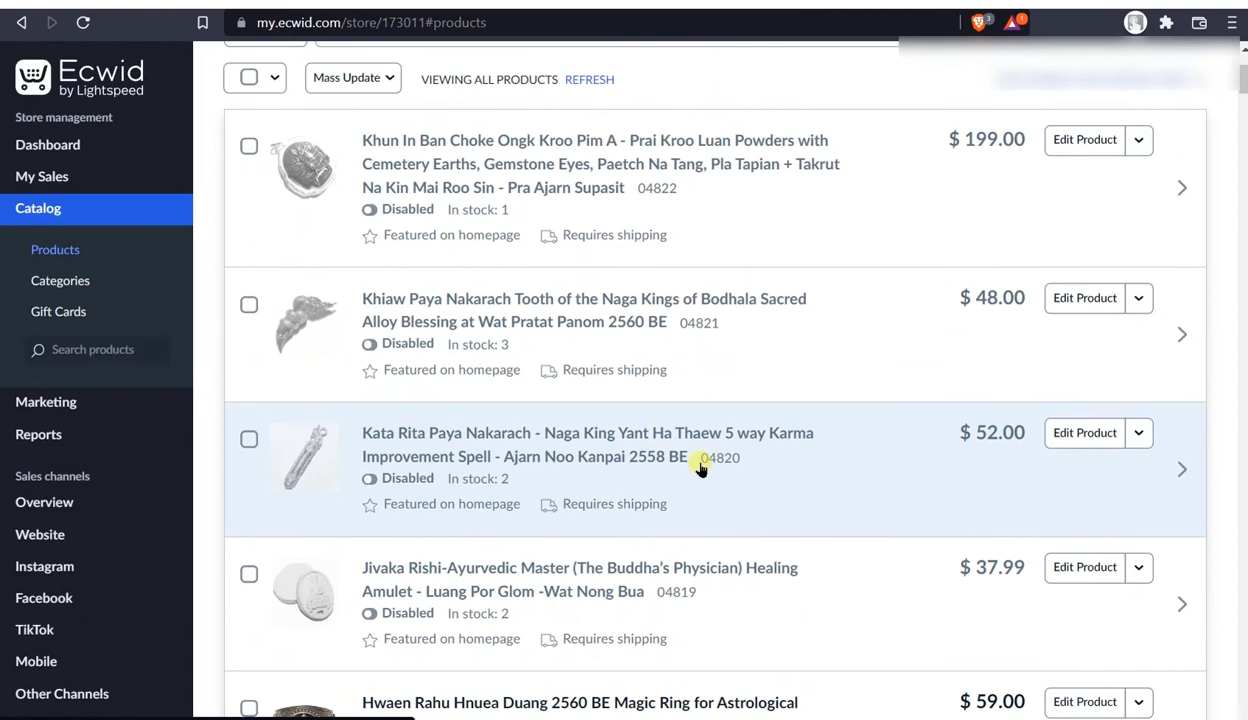 my.ecwid.com/store/173011#products
3
1
Ecwid
by Lightspeed
Store management
Dashboard
My Sales
Catalog
Products
Categories
Gift Cards
Search products
Marketing
Reports
Sales channels
Overview
Website
Instagram
Facebook
TikTok
Mobile
Other Channels
Mass Update VIEWING ALL PRODUCTS REFRESH
Khun In Ban Choke Ongk Kroo Pim A - Prai Kroo Luan Powders with $ 199.00 Edit Product
Cemetery Earths, Gemstone Eyes, Paetch Na Tang, Pla Tapian + Takrut
Na Kin Mai Roo Sin - Pra Ajarn Supasit 04822
Disabled In stock: 1
Featured on homepage Requires shipping
Khiaw Paya Nakarach Tooth of the Naga Kings of Bodhala Sacred $ 48.00 Edit Product
Alloy Blessing at Wat Pratat Panom 2560 BE 04821
Disabled In stock: 3
Featured on homepage Requires shipping
Kata Rita Paya Nakarach - Naga King Yant Ha Thaew 5 way Karma $ 52.00 Edit Product
Improvement Spell - Ajarn Noo Kanpai 2558 BE 04820
Disabled In stock: 2
Featured on homepage Requires shipping
Jivaka Rishi-Ayurvedic Master (The Buddha’s Physician) Healing $ 37.99 Edit Product
Amulet - Luang Por Glom -Wat Nong Bua 04819
Disabled In stock: 2
Featured on homepage Requires shipping
Hwaen Rahu Hnuea Duang 2560 BE Magic Ring for Astrological $ 59.00 Edit Product